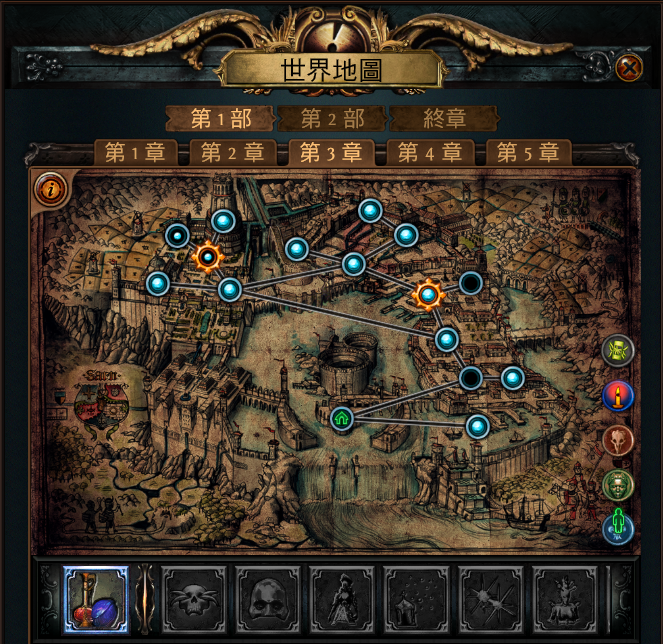 世界地圖
第 1 部 第 2 部 終章
第 1 章 第 2 章 第 3 章 第 4 章 第 5 章
Sarn